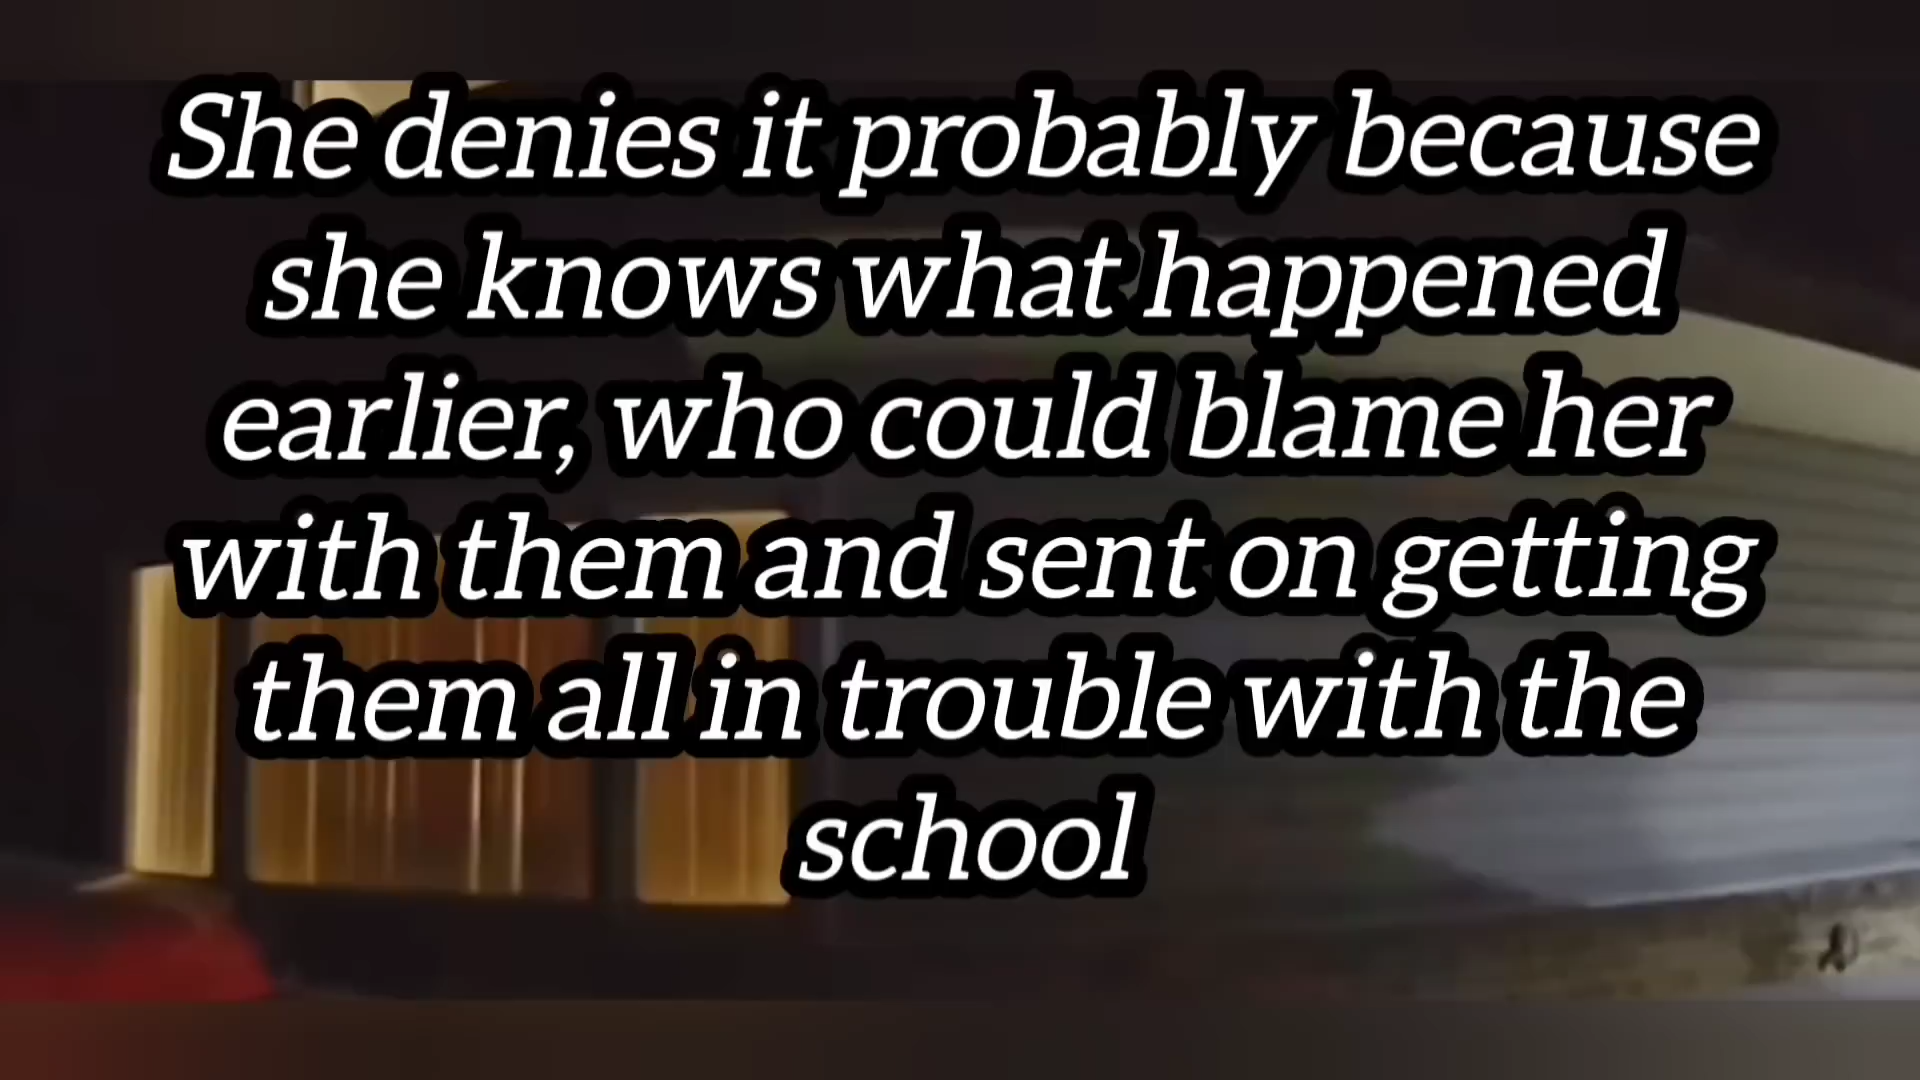 She denies it probably because
she knows what happened
earlier, who could blame her
with them and sent on getting
them all in trouble with the
school